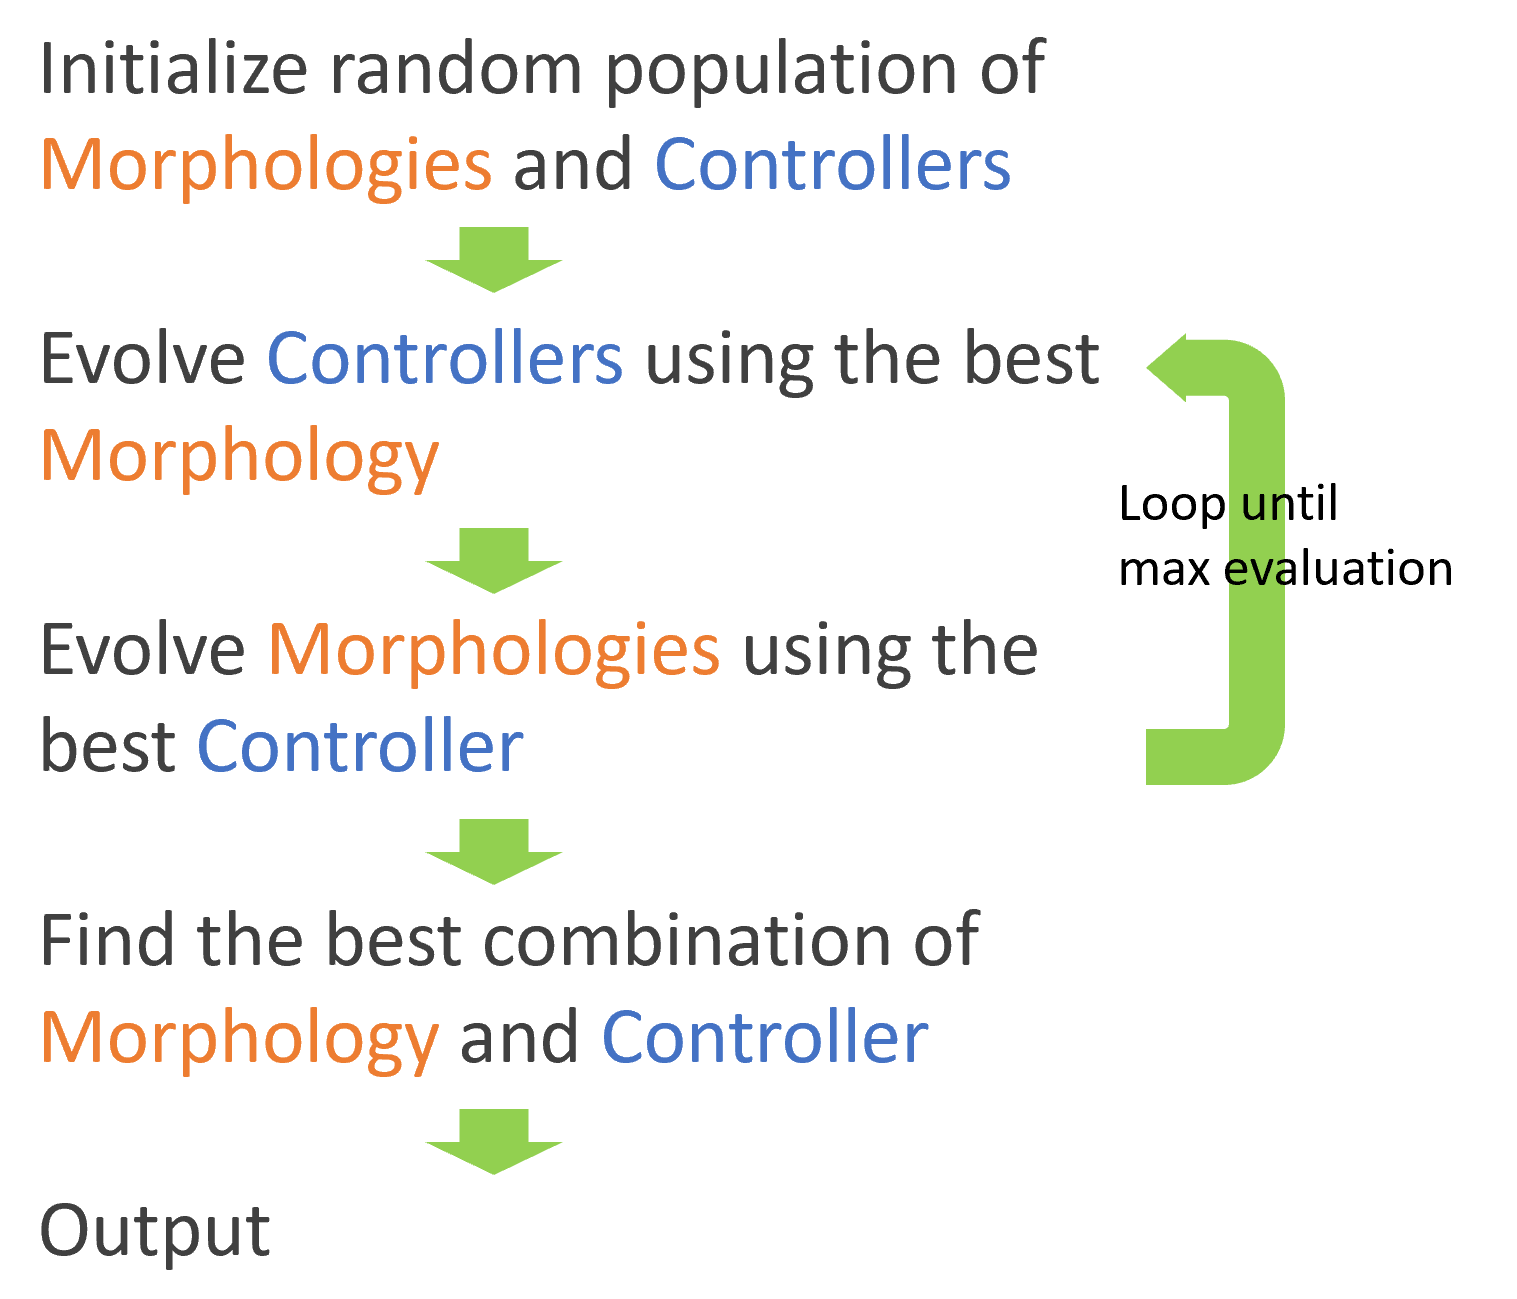 Initialize random population of
Morphologies and Controllers
Evolve Controllers using the best
Morphology
Loop until
max evaluation
Evolve Morphologies using the
best Controller
Find the best combination of
Morphology and Controller
Output